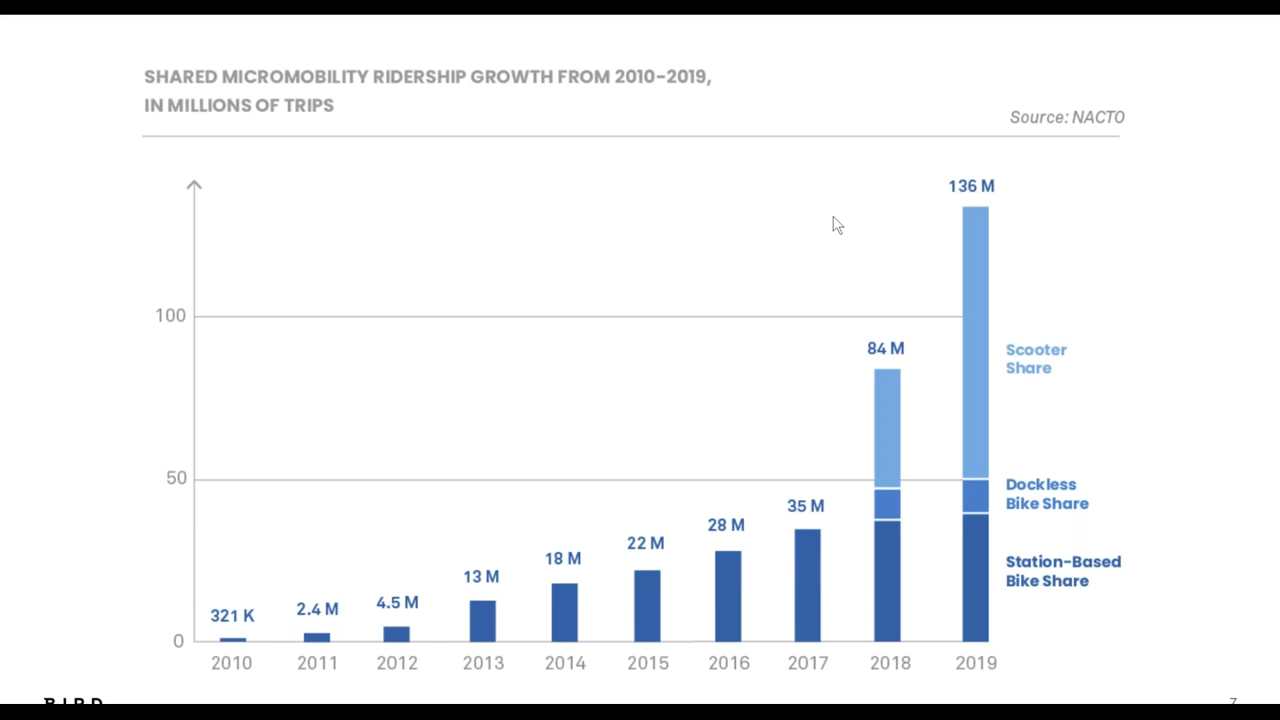 SHARED MICROMOBILITY RIDERSHIP GROWTH FROM 2010-2019,
IN MILLIONS OF TRIPS
Source: NACTO
136 M
100
84 M
Scooter
Share
50
Dockless
Bike Share
35 M
28 M
22 M
18 M
13 M
4.5 M
2.4 M
321 K
Station-Based
Bike Share
0
2010 2011 2012 2013 2014 2015 2016 2017 2018 2019
BIRD
7